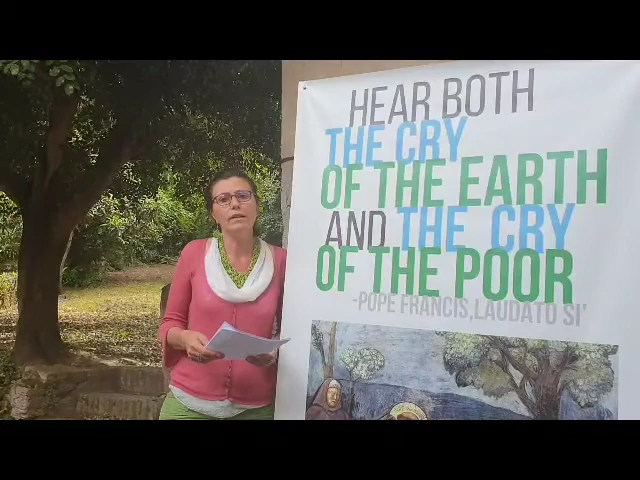 HEAR BOTH
THE CRY
OF THE EARTH
AND THE CRY
OF THE POOR
-POPE FRANCIS, LAUDATO SI'